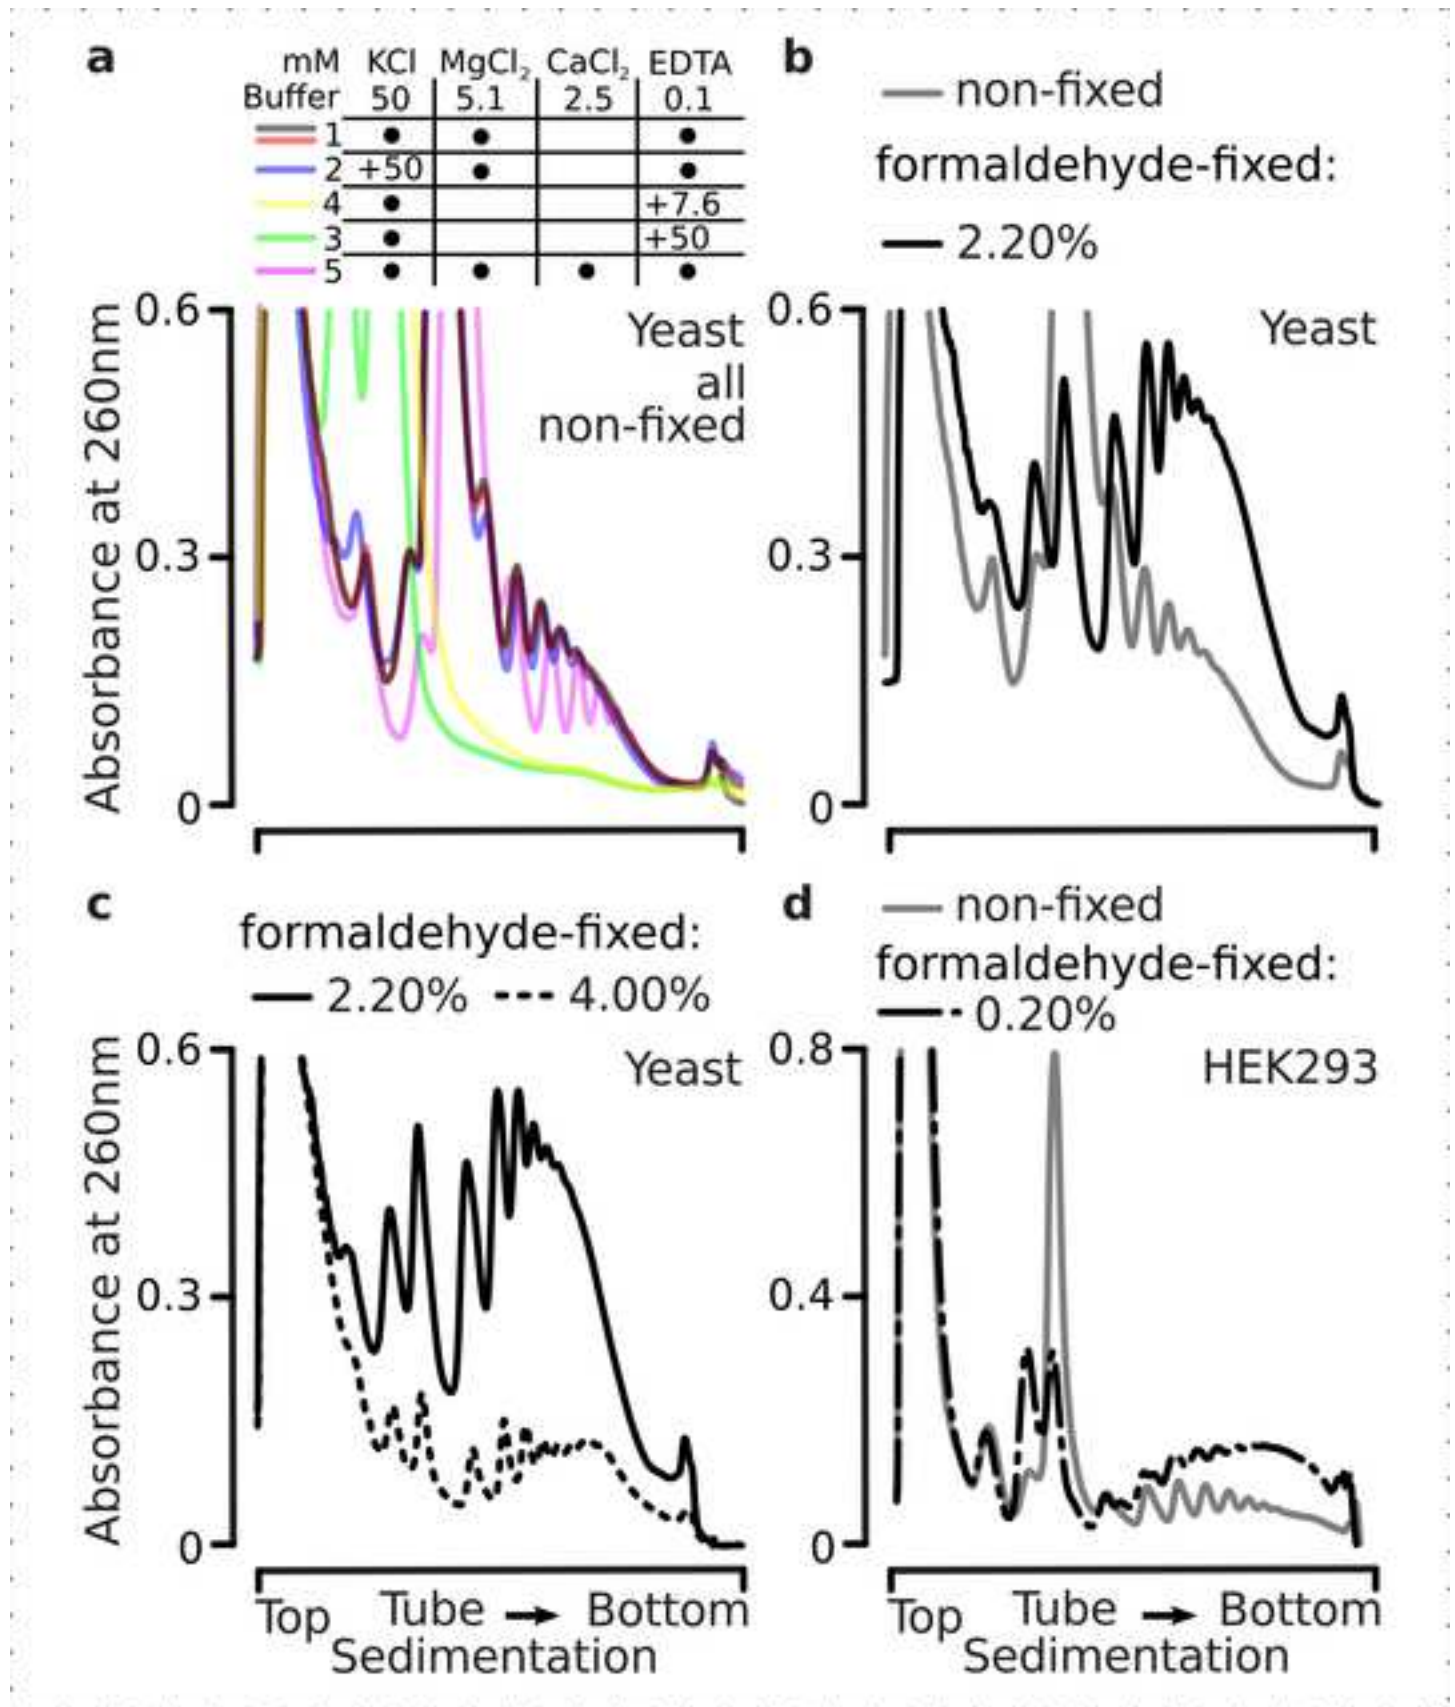 a
mM KCl MgCl₂ CaCl₂ EDTA
Buffer 50 5.1 2.5 0.1
1 ● ● ●
2 +50 ● ●
4 ● +7.6
3 ● +50
5 ● ● ● ●
Absorbance at 260nm
0.6
0.3
0
Yeast
all
non-fixed
b
non-fixed
formaldehyde-fixed:
2.20%
0.6
0.3
0
Yeast
c
formaldehyde-fixed:
2.20% 4.00%
Absorbance at 260nm
0.6
0.3
0
Yeast
Top Tube → Bottom
Sedimentation
d
non-fixed
formaldehyde-fixed:
0.20%
0.8
0.4
0
HEK293
Top Tube → Bottom
Sedimentation